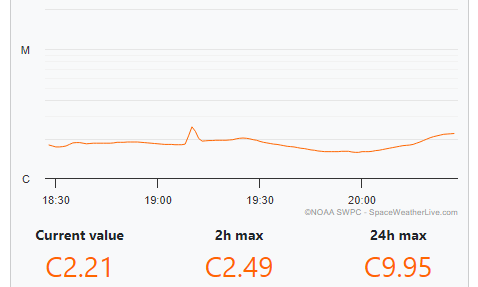 M
C
18:30 19:00 19:30 20:00
©NOAA SWPC - SpaceWeatherLive.com
Current value 2h max 24h max
C2.21 C2.49 C9.95